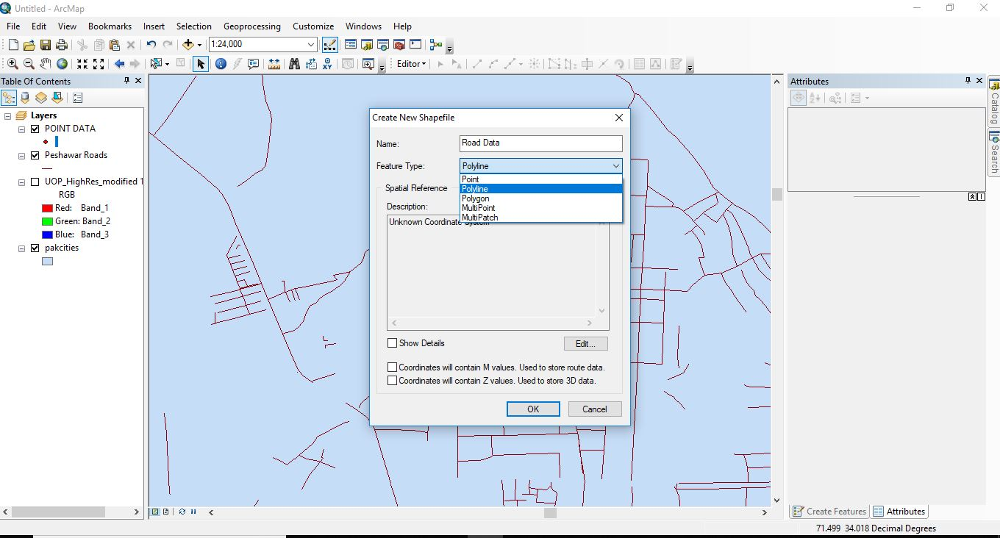 Untitled - ArcMap
File Edit View Bookmarks Insert Selection Geoprocessing Customize Windows Help
1:24,000
Editor
Table Of Contents
Layers
POINT DATA
Peshawar Roads
UOP_HighRes_modified 1
RGB
Red: Band_1
Green: Band_2
Blue: Band_3
pakcities
Create New Shapefile
Name: Road Data
Feature Type: Polyline
Point
Polyline
Polygon
MultiPoint
MultiPatch
Spatial Reference
Description:
Unknown Coordinate System
Show Details
Edit...
Coordinates will contain M values. Used to store route data.
Coordinates will contain Z values. Used to store 3D data.
OK Cancel
Attributes
Catalog
Search
Create Features Attributes
71.499 34.018 Decimal Degrees